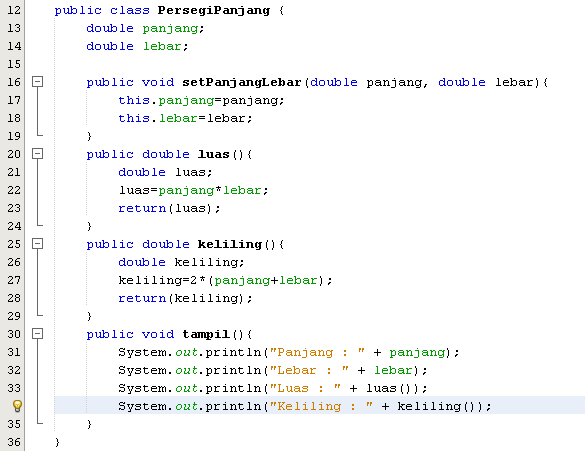 12 public class PersegiPanjang {
13     double panjang;
14     double lebar;
15
16     public void setPanjangLebar(double panjang, double lebar){
17         this.panjang=panjang;
18         this.lebar=lebar;
19     }
20     public double luas(){
21         double luas;
22         luas=panjang*lebar;
23         return(luas);
24     }
25     public double keliling(){
26         double keliling;
27         keliling=2*(panjang+lebar);
28         return(keliling);
29     }
30     public void tampil(){
31         System.out.println("Panjang : " + panjang);
32         System.out.println("Lebar : " + lebar);
33         System.out.println("Luas : " + luas());
        System.out.println("Keliling : " + keliling());
35     }
36 }